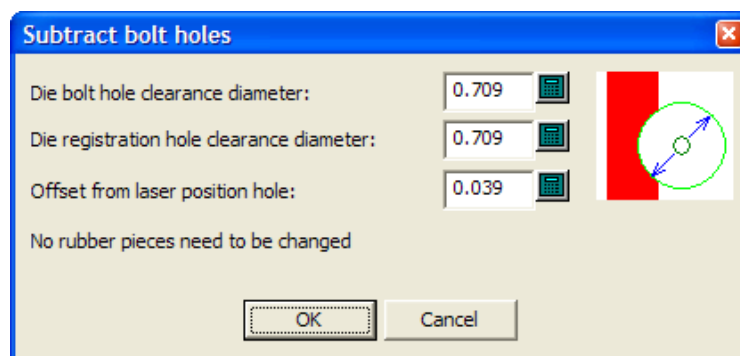 Subtract bolt holes
Die bolt hole clearance diameter: 0.709
Die registration hole clearance diameter: 0.709
Offset from laser position hole: 0.039
No rubber pieces need to be changed
OK Cancel